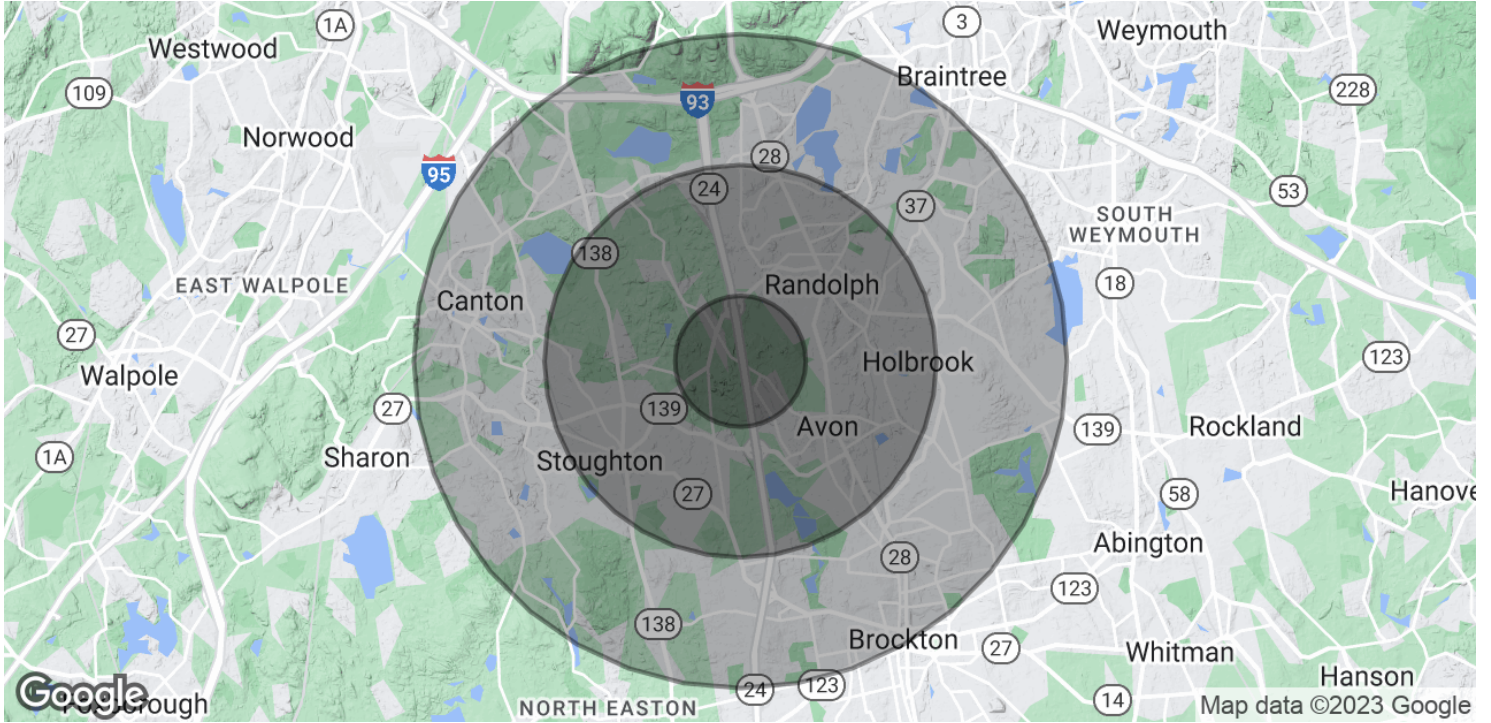 Westwood
1A
3
Weymouth
109
Braintree
228
93
Norwood
28
95
24
53
37
SOUTH
WEYMOUTH
138
EAST WALPOLE
Randolph
18
Canton
27
123
Walpole
Holbrook
27
139
Avon
139
Rockland
1A
Sharon
Stoughton
27
58
Hanove
28
Abington
123
138
Brockton
27
Whitman
Hanson
24
123
14
Google
NORTH EASTON
Map data ©2023 Google